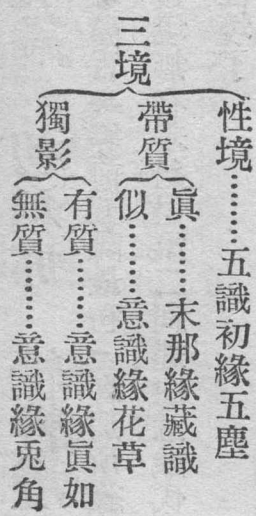 三境
性境………五識初緣五塵
帶質
眞………末那緣藏識
似………意識緣花草
獨影
有質………意識緣眞如
無質………意識緣兎角